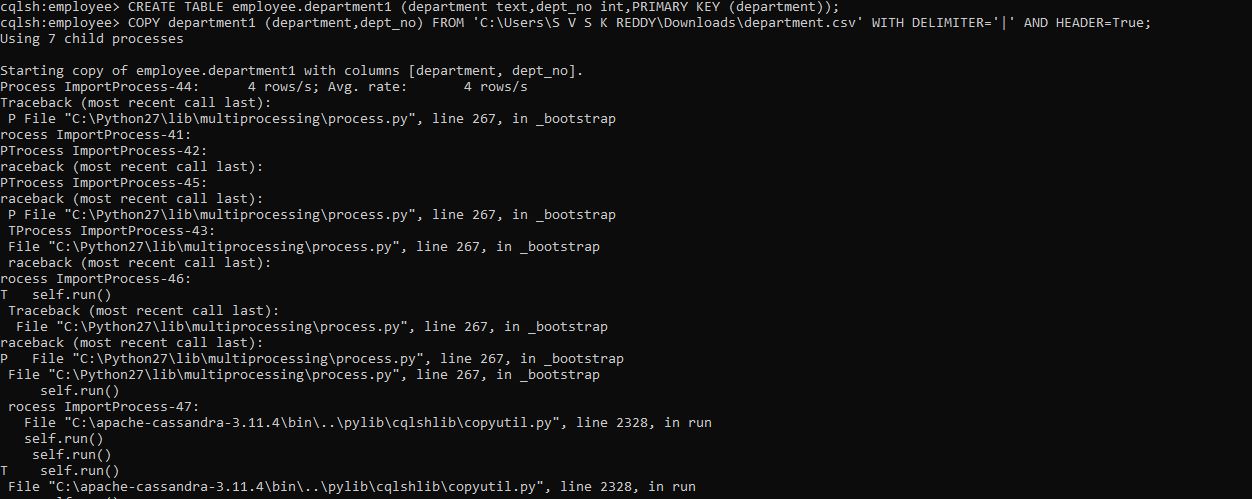 cqlsh:employee> CREATE TABLE employee.department1 (department text,dept_no int,PRIMARY KEY (department));
cqlsh:employee> COPY department1 (department,dept_no) FROM 'C:\Users\S V S K REDDY\Downloads\department.csv' WITH DELIMITER='|' AND HEADER=True;
Using 7 child processes

Starting copy of employee.department1 with columns [department, dept_no].
Process ImportProcess-44:      4 rows/s; Avg. rate:       4 rows/s
Traceback (most recent call last):
 P File "C:\Python27\lib\multiprocessing\process.py", line 267, in _bootstrap
rocess ImportProcess-41:
PTrocess ImportProcess-42:
raceback (most recent call last):
PTrocess ImportProcess-45:
raceback (most recent call last):
 P File "C:\Python27\lib\multiprocessing\process.py", line 267, in _bootstrap
 TProcess ImportProcess-43:
 File "C:\Python27\lib\multiprocessing\process.py", line 267, in _bootstrap
 raceback (most recent call last):
rocess ImportProcess-46:
T   self.run()
 Traceback (most recent call last):
  File "C:\Python27\lib\multiprocessing\process.py", line 267, in _bootstrap
raceback (most recent call last):
P   File "C:\Python27\lib\multiprocessing\process.py", line 267, in _bootstrap
 File "C:\Python27\lib\multiprocessing\process.py", line 267, in _bootstrap
     self.run()
 rocess ImportProcess-47:
   File "C:\apache-cassandra-3.11.4\bin\..\pylib\cqlshlib\copyutil.py", line 2328, in run
   self.run()
    self.run()
T    self.run()
 File "C:\apache-cassandra-3.11.4\bin\..\pylib\cqlshlib\copyutil.py", line 2328, in run